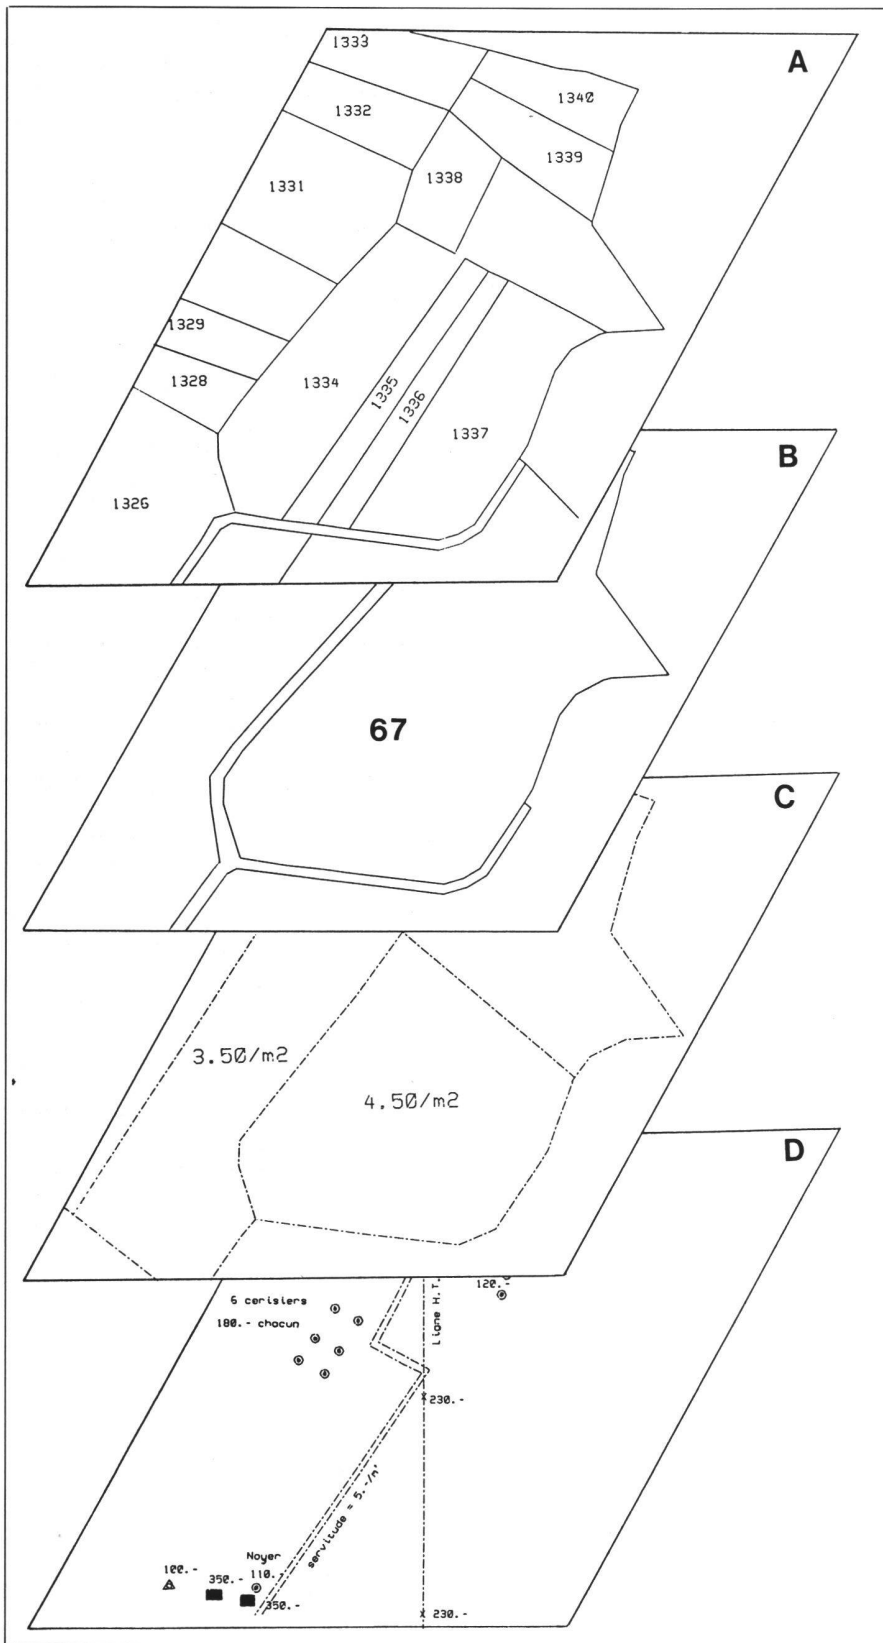 A
1333
1340
1332
1339
1338
1331
1329
1328
1334
1335
1336
1337
1326
B
67
C
3.50/m2
4.50/m2
D
6 cerisiers
180.- chacun
Ligne H.T.
120.-
230.-
servitude = 5.-/m'
Noyer
100.-
350.-
110.-
350.-
230.-